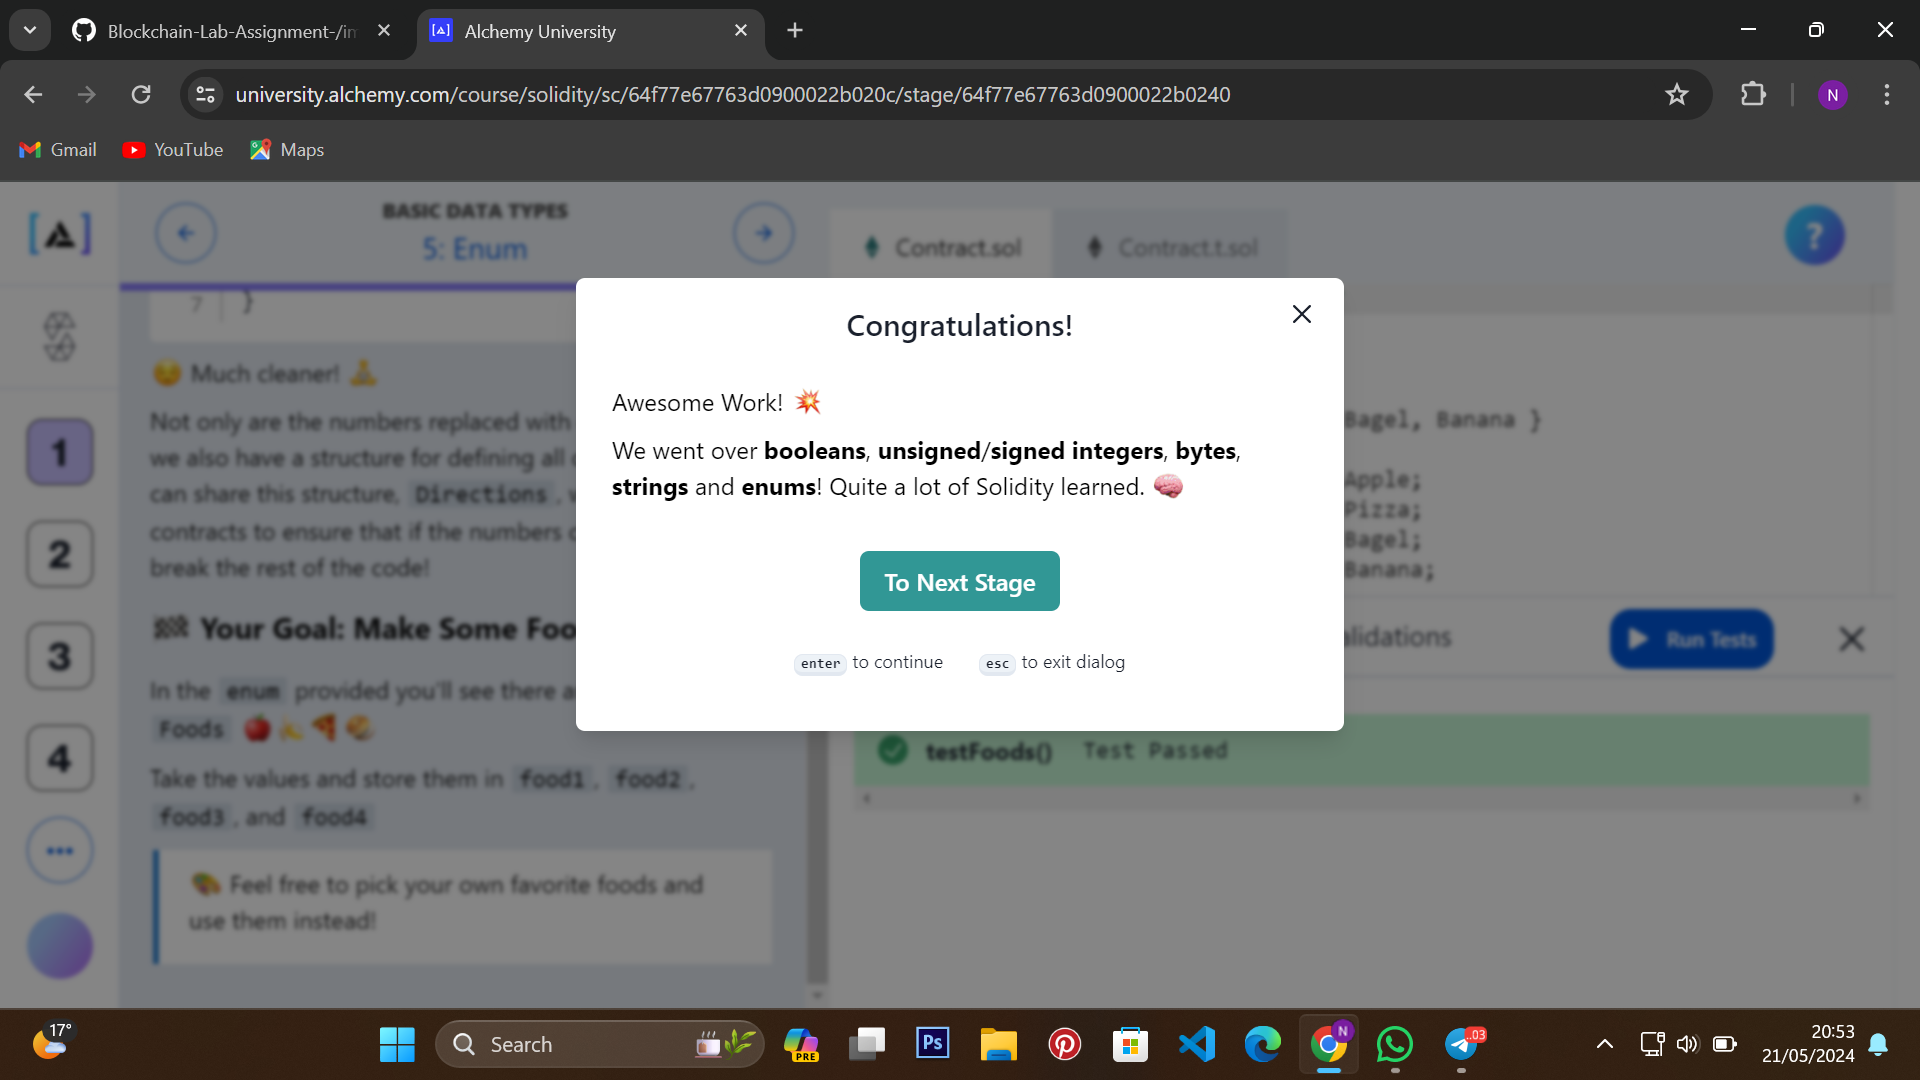 Blockchain-Lab-Assignment-/im
Alchemy University
university.alchemy.com/course/solidity/sc/64f77e67763d0900022b020c/stage/64f77e67763d0900022b0240
N
Gmail
YouTube
Maps
BASIC DATA TYPES
5: Enum
Contract.sol
Contract.t.sol
?
7 }
😌 Much cleaner! 🧘
Not only are the numbers replaced with
we also have a structure for defining all
can share this structure, Directions,
contracts to ensure that if the numbers
break the rest of the code!
🏁 Your Goal: Make Some Foo
In the enum provided you'll see there
Foods 🍎 🍌 🍕 🥯
Take the values and store them in food1, food2,
food3, and food4
🎨 Feel free to pick your own favorite foods and
use them instead!
1
2
3
4
Congratulations!
Awesome Work! 💥
We went over booleans, unsigned/signed integers, bytes,
strings and enums! Quite a lot of Solidity learned. 🧠
To Next Stage
enter to continue esc to exit dialog
Bagel, Banana }
Apple;
Pizza;
Bagel;
Banana;
alidations
Run Tests
testFoods() Test Passed
17°
Search
PRE
Ps
N
..03
20:53
21/05/2024